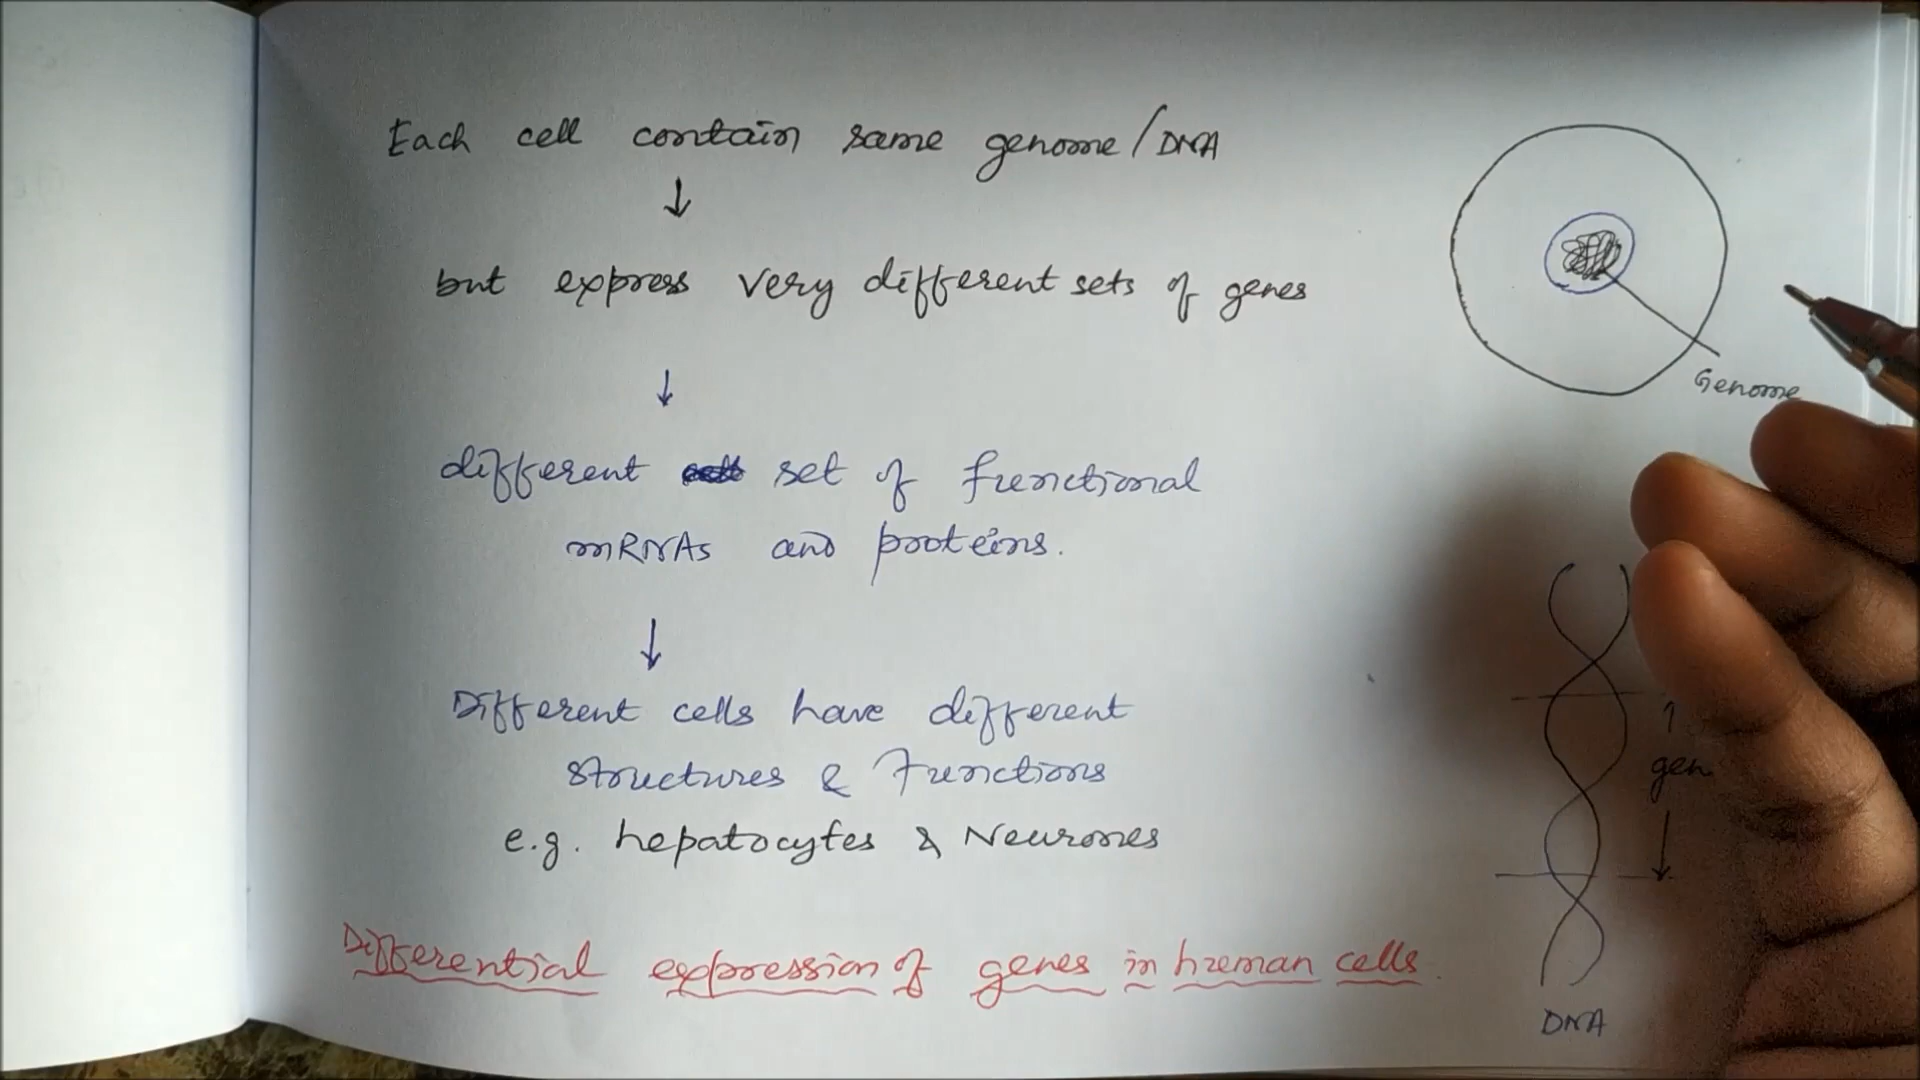 Each cell contain same genome/DNA
↓
but express very different sets of genes
↓
different set of functional
mRNAs and proteins.
↓
Different cells have different
structures & Functions
e.g. hepatocytes & Neurones
Differential expression of genes in human cells.
Genome
↑
gen
↓
DNA